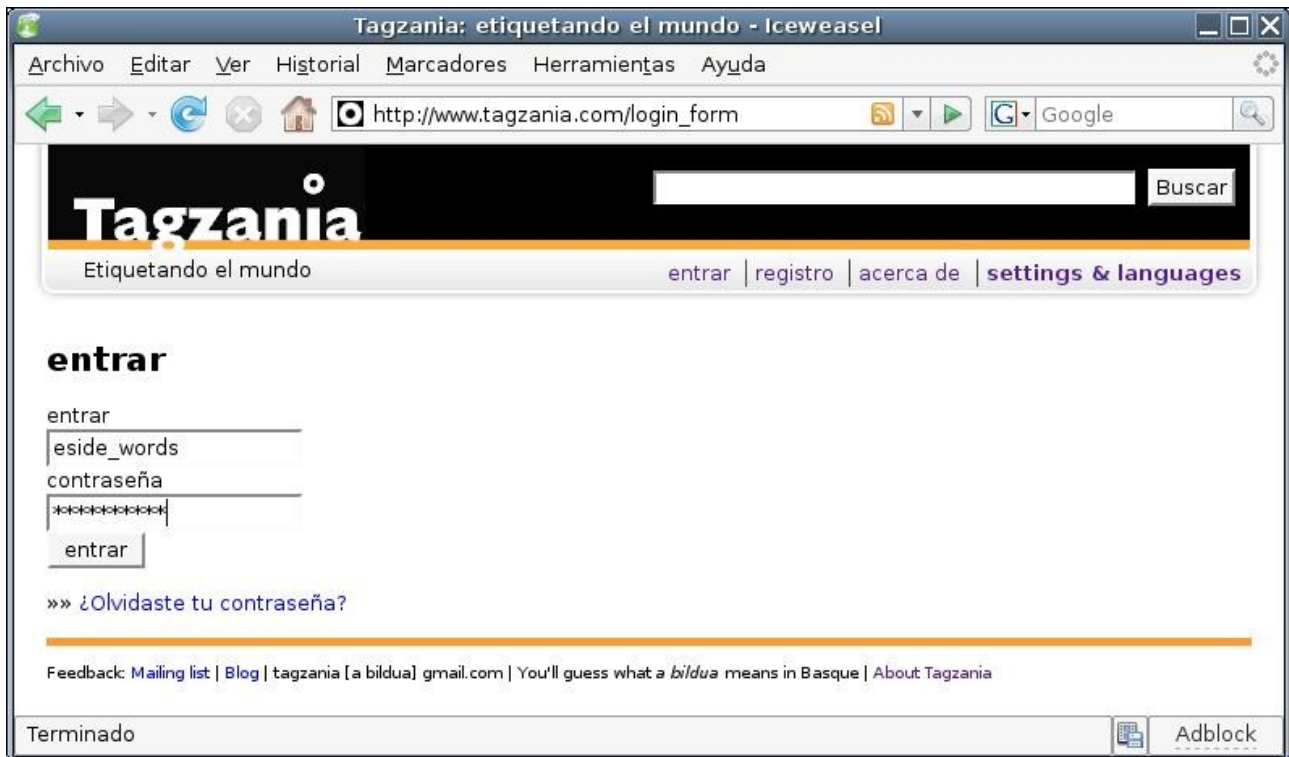 Tagzania: etiquetando el mundo - Iceweasel
Archivo Editar Ver Historial Marcadores Herramientas Ayuda
http://www.tagzania.com/login_form G Google
Tagzania
Buscar
Etiquetando el mundo
entrar | registro | acerca de | settings & languages
entrar
entrar
eside_words
contraseña
***********
entrar
»» ¿Olvidaste tu contraseña?
Feedback: Mailing list | Blog | tagzania [a bildua] gmail.com | You'll guess what a bildua means in Basque | About Tagzania
Terminado Adblock